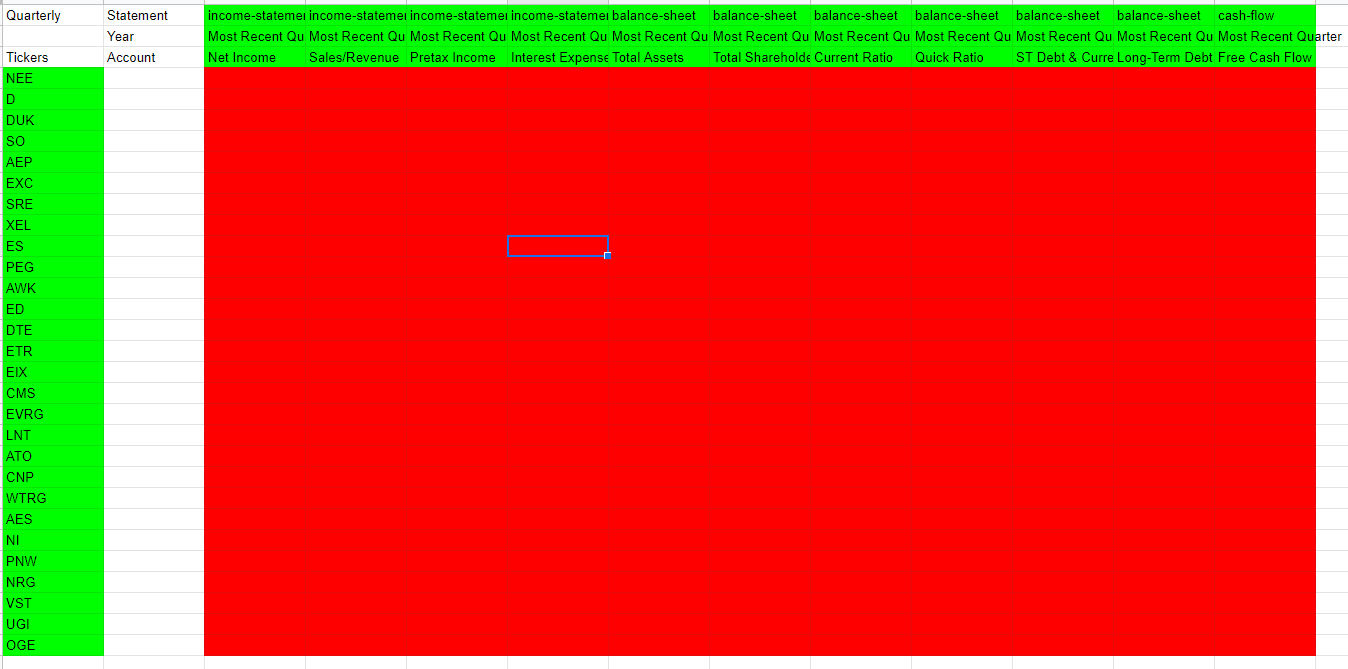 Quarterly Statement income-statemen income-statemen income-statemen income-statemen balance-sheet balance-sheet balance-sheet balance-sheet balance-sheet balance-sheet cash-flow
Year Most Recent Qu Most Recent Qu Most Recent Qu Most Recent Qu Most Recent Qu Most Recent Qu Most Recent Qu Most Recent Qu Most Recent Qu Most Recent Qu Most Recent Quarter
Tickers Account Net Income Sales/Revenue Pretax Income Interest Expense Total Assets Total Shareholde Current Ratio Quick Ratio ST Debt & Curre Long-Term Debt Free Cash Flow
NEE
D
DUK
SO
AEP
EXC
SRE
XEL
ES
PEG
AWK
ED
DTE
ETR
EIX
CMS
EVRG
LNT
ATO
CNP
WTRG
AES
NI
PNW
NRG
VST
UGI
OGE